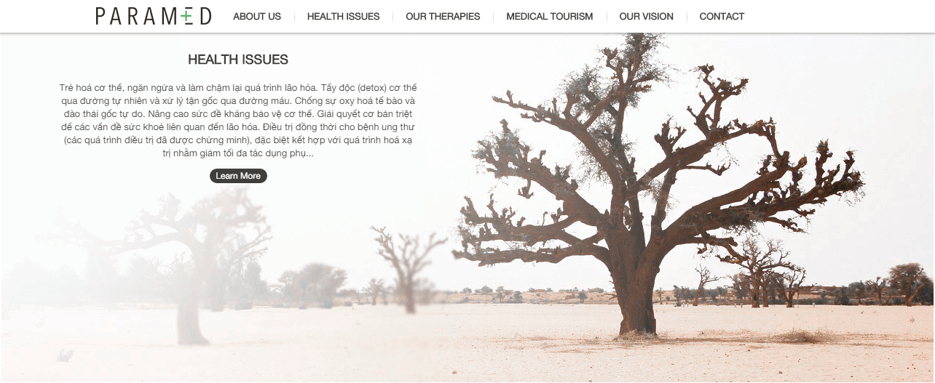 PARAMED ABOUT US HEALTH ISSUES OUR THERAPIES MEDICAL TOURISM OUR VISION CONTACT
HEALTH ISSUES
Trẻ hoá cơ thể, ngăn ngừa và làm chậm lại quá trình lão hóa. Tẩy độc (detox) cơ thể
qua đường tự nhiên và xử lý tận gốc qua đường máu. Chống sự oxy hoá tế bào và
đào thải gốc tự do. Nâng cao sức đề kháng bảo vệ cơ thể. Giải quyết cơ bản triệt
để các vấn đề sức khoẻ liên quan đến lão hóa. Điều trị đồng thời cho bệnh ung thư
(các quá trình điều trị đã được chứng minh), đặc biệt kết hợp với quá trình hoá xạ
trị nhằm giảm tối đa tác dụng phụ...
Learn More